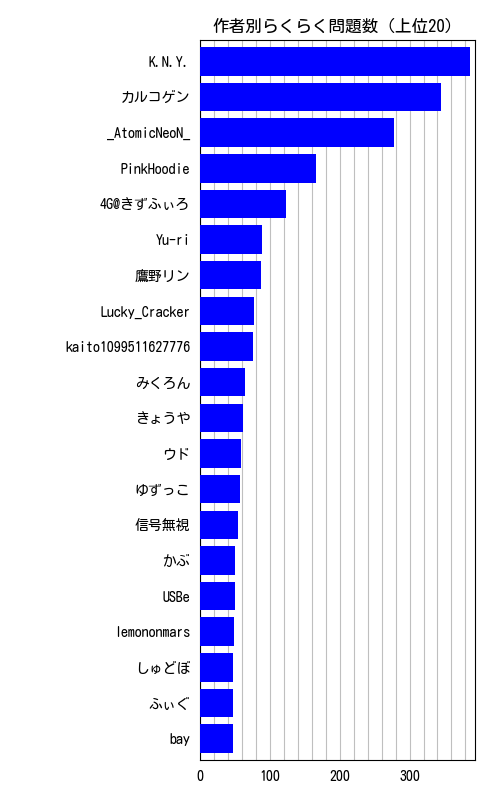 作者別らくらく問題数（上位20）
K.N.Y.
カルコゲン
_AtomicNeoN_
PinkHoodie
4G@きずふぃろ
Yu-ri
鷹野リン
Lucky_Cracker
kaito1099511627776
みくろん
きょうや
ウド
ゆずっこ
信号無視
かぶ
USBe
lemononmars
しゅどぼ
ふぃぐ
bay
0 100 200 300